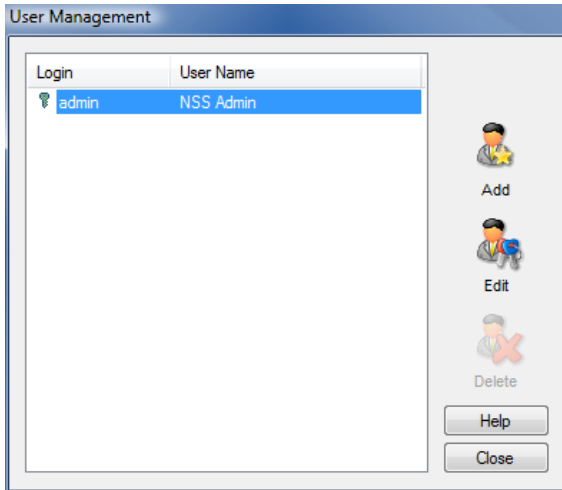 User Management
Login User Name
admin NSS Admin
Add
Edit
Delete
Help
Close